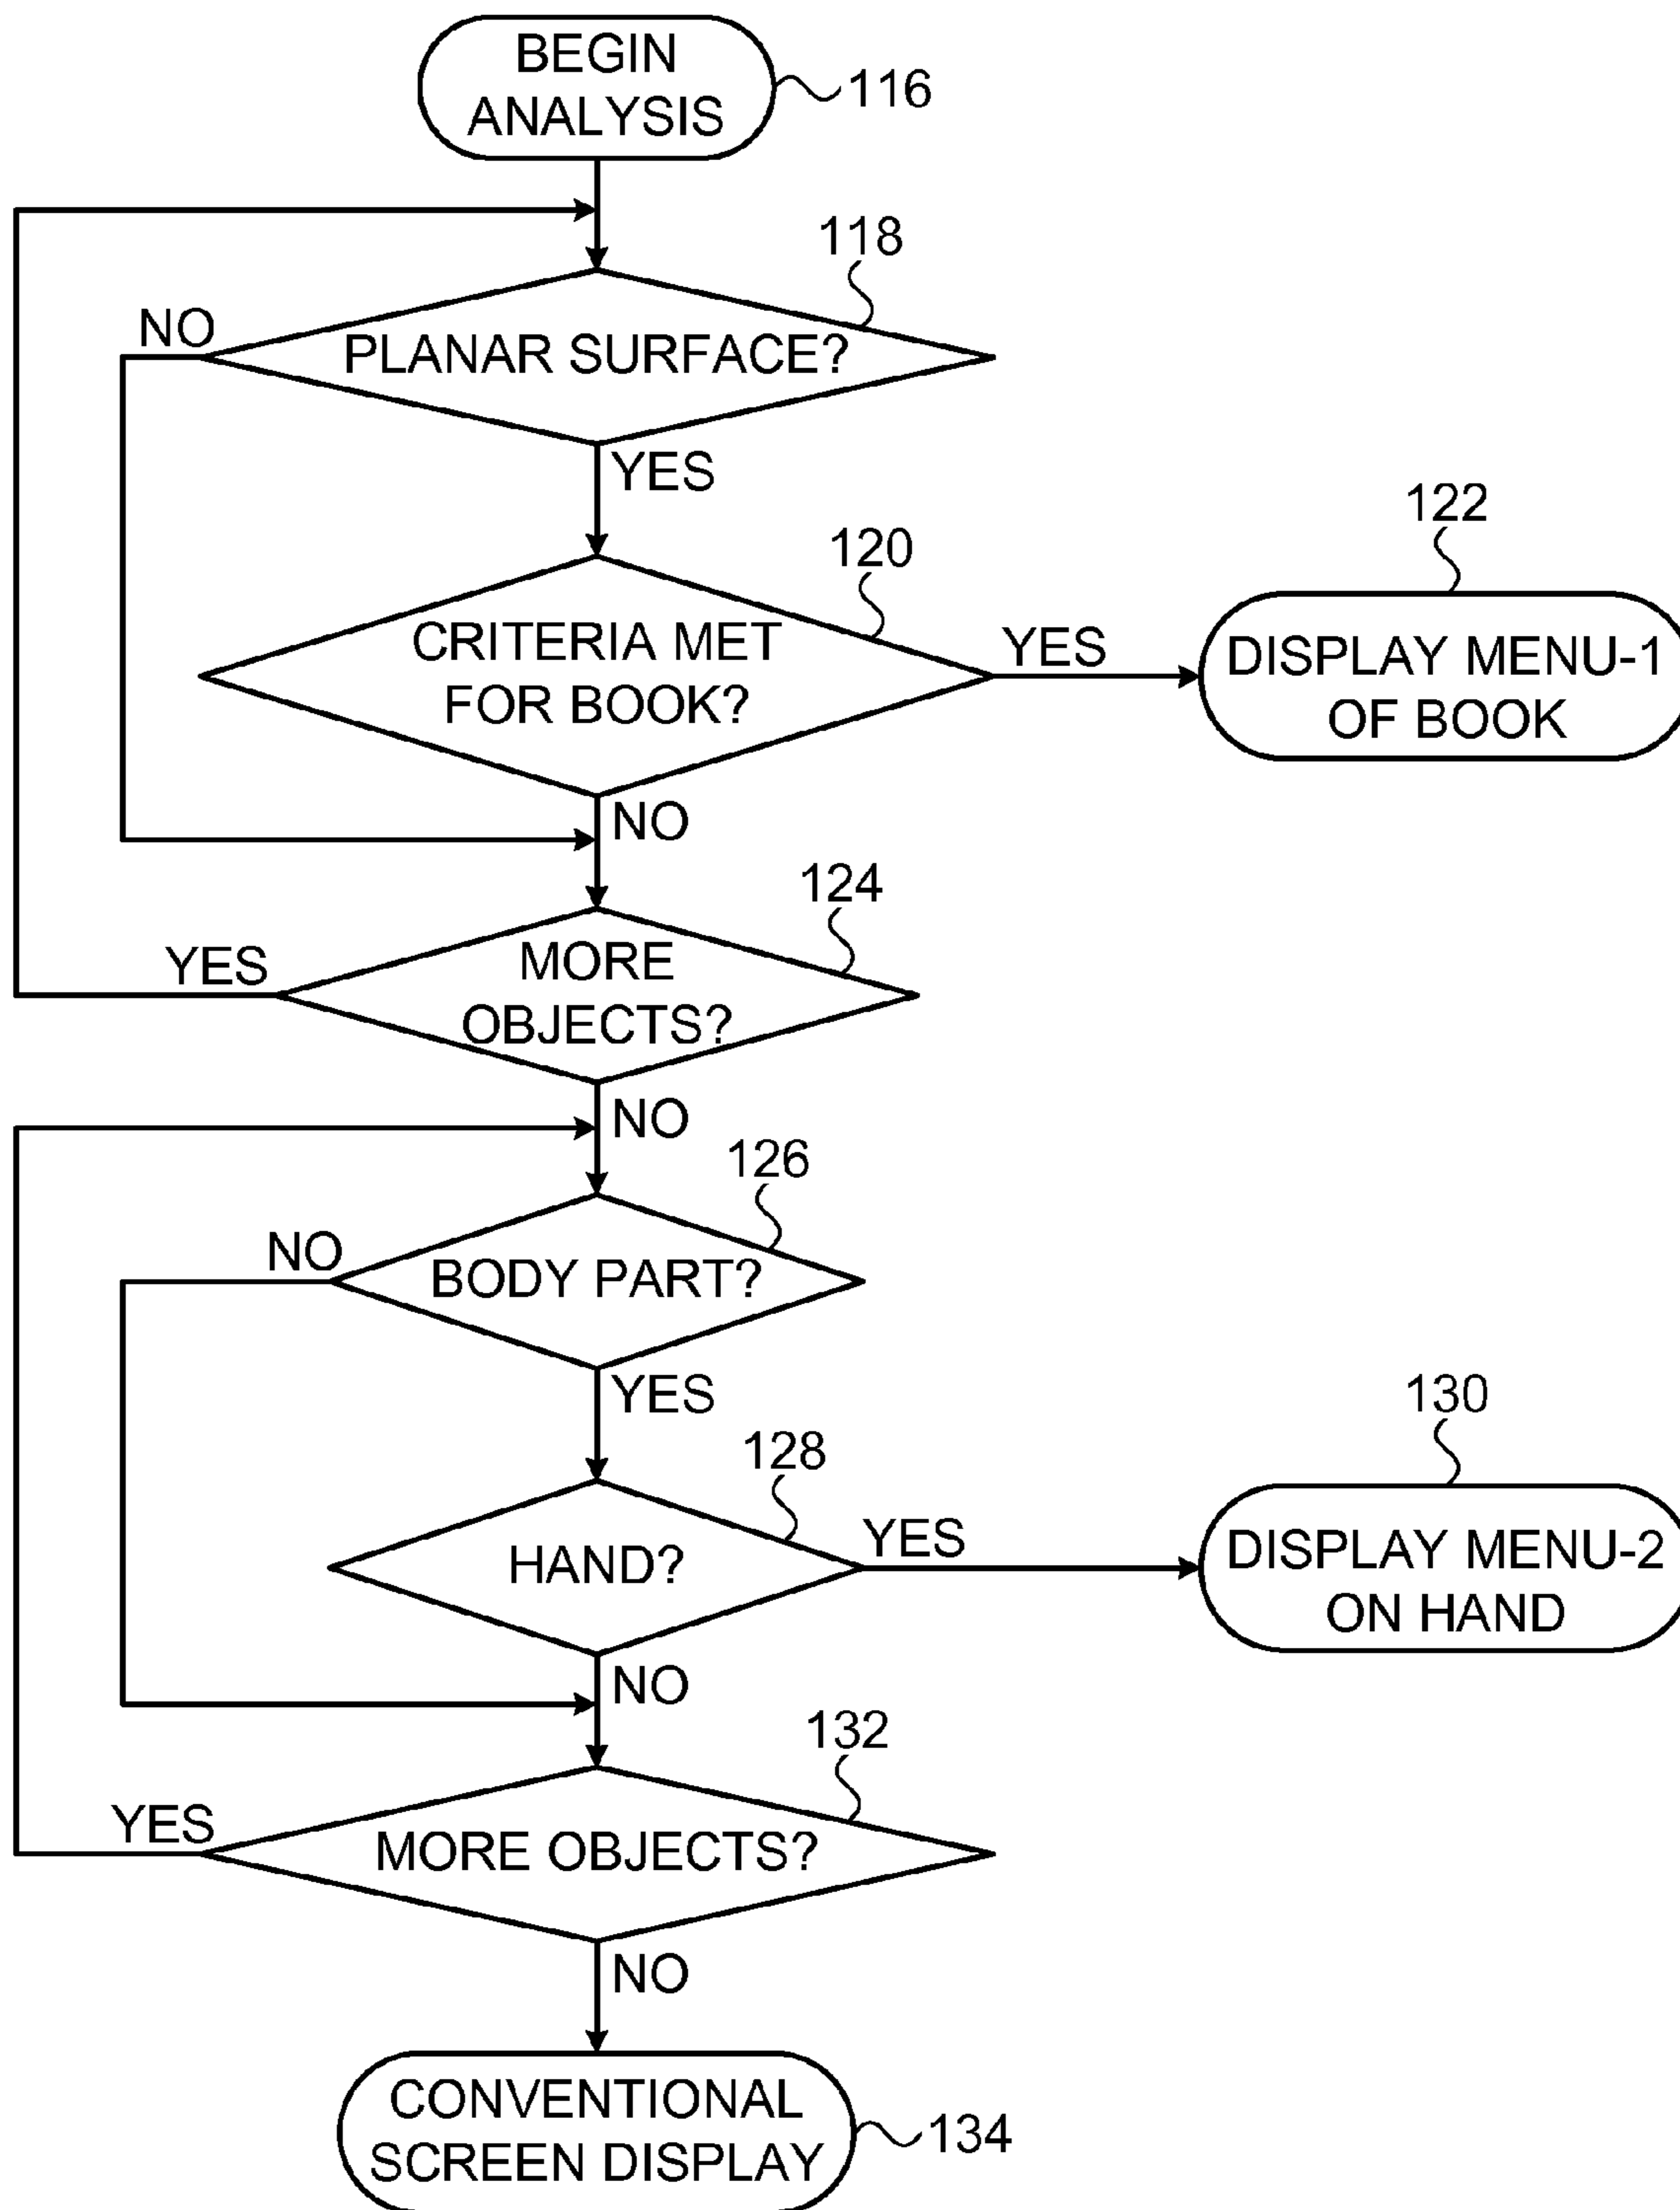 BEGIN
ANALYSIS
116
118
NO
PLANAR SURFACE?
YES
120
122
CRITERIA MET
FOR BOOK?
YES
DISPLAY MENU-1
OF BOOK
NO
124
YES
MORE
OBJECTS?
NO
126
NO
BODY PART?
YES
128
130
HAND?
YES
DISPLAY MENU-2
ON HAND
NO
132
YES
MORE OBJECTS?
NO
CONVENTIONAL
SCREEN DISPLAY
134